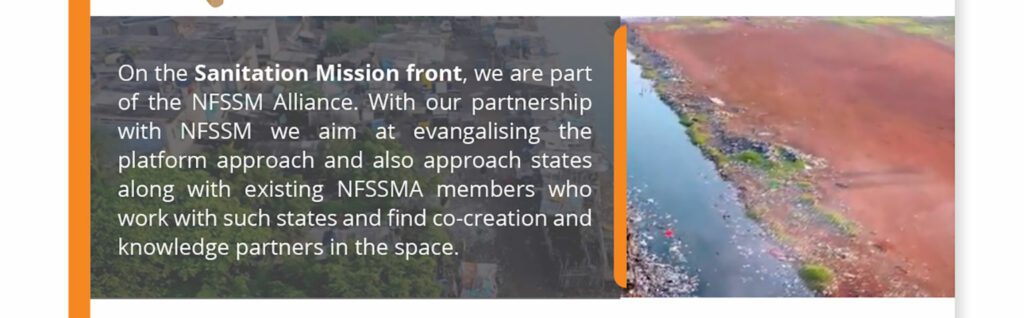 On the Sanitation Mission front, we are part
of the NFSSM Alliance. With our partnership
with NFSSM we aim at evangalising the
platform approach and also approach states
along with existing NFSSMA members who
work with such states and find co-creation and
knowledge partners in the space.